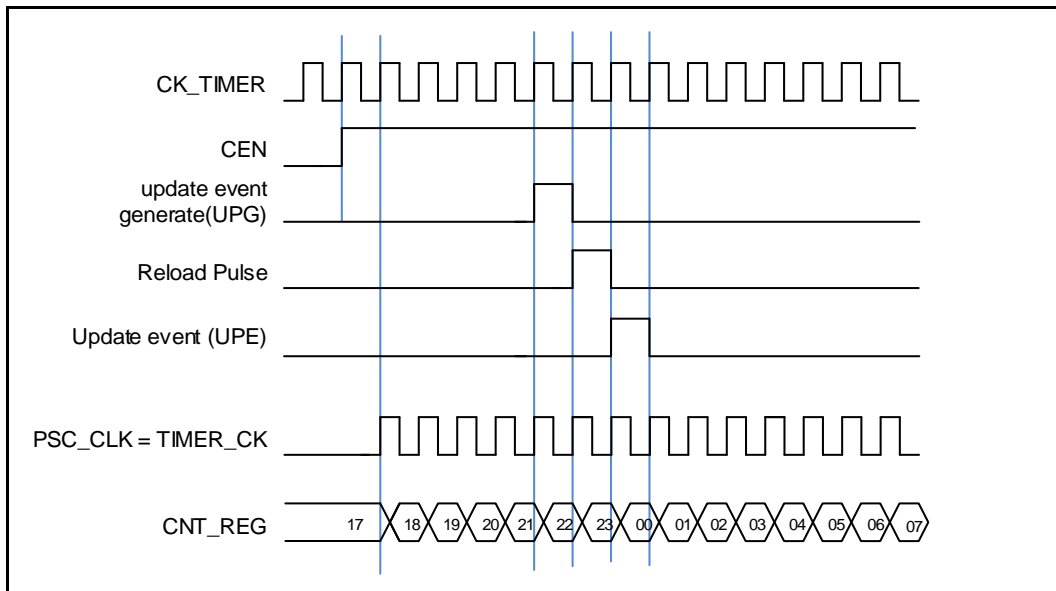 CK_TIMER
CEN
update event
generate(UPG)
Reload Pulse
Update event (UPE)
PSC_CLK = TIMER_CK
CNT_REG 17 18 19 20 21 22 23 00 01 02 03 04 05 06 07